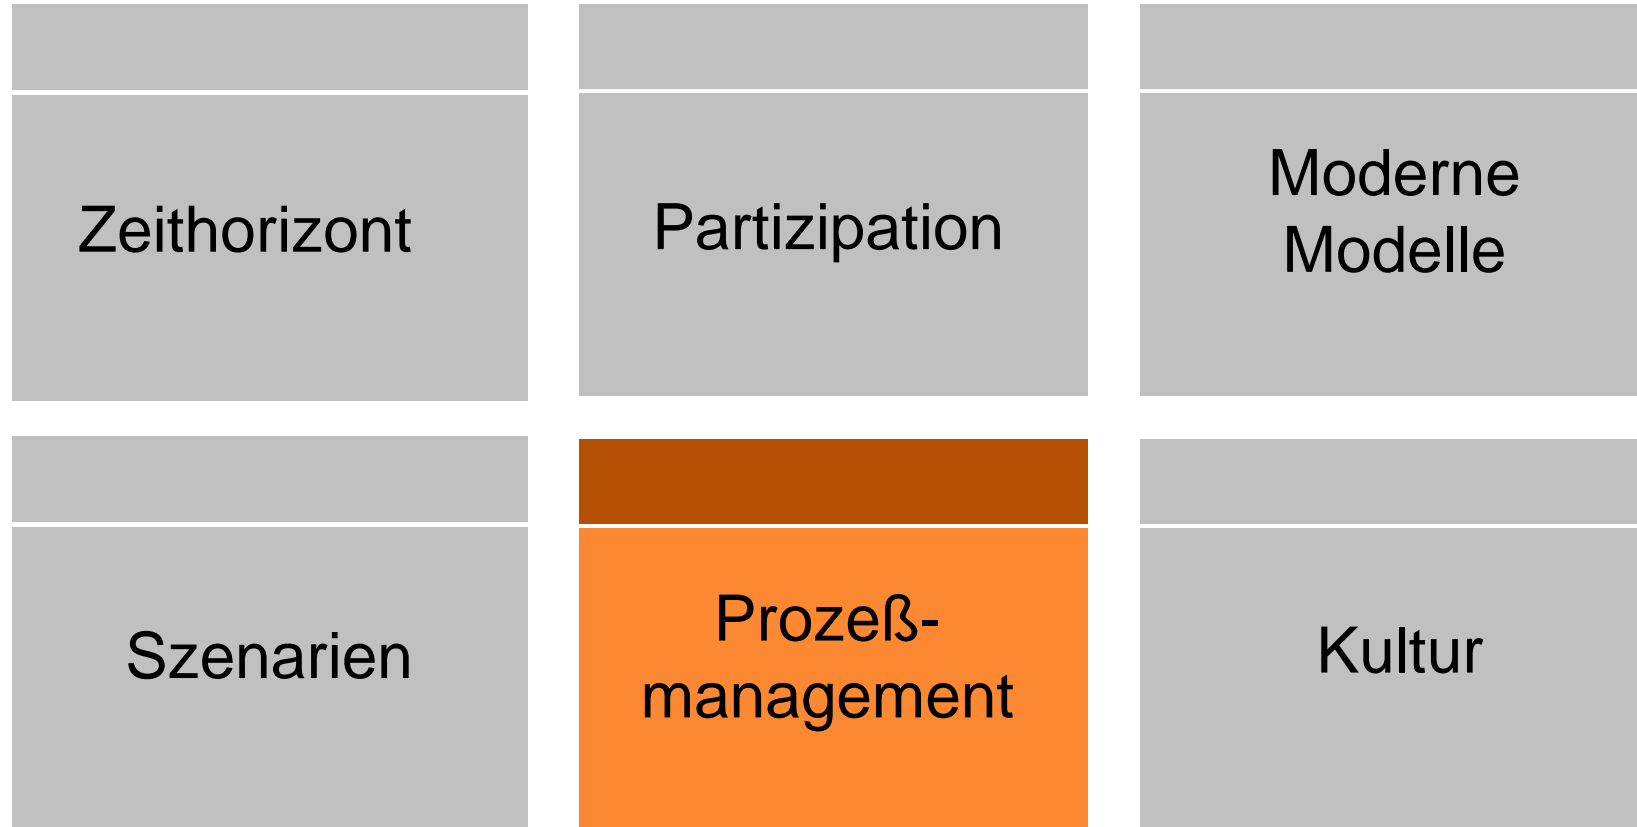 Zeithorizont
Partizipation
Moderne
Modelle
Szenarien
Prozeß-
management
Kultur